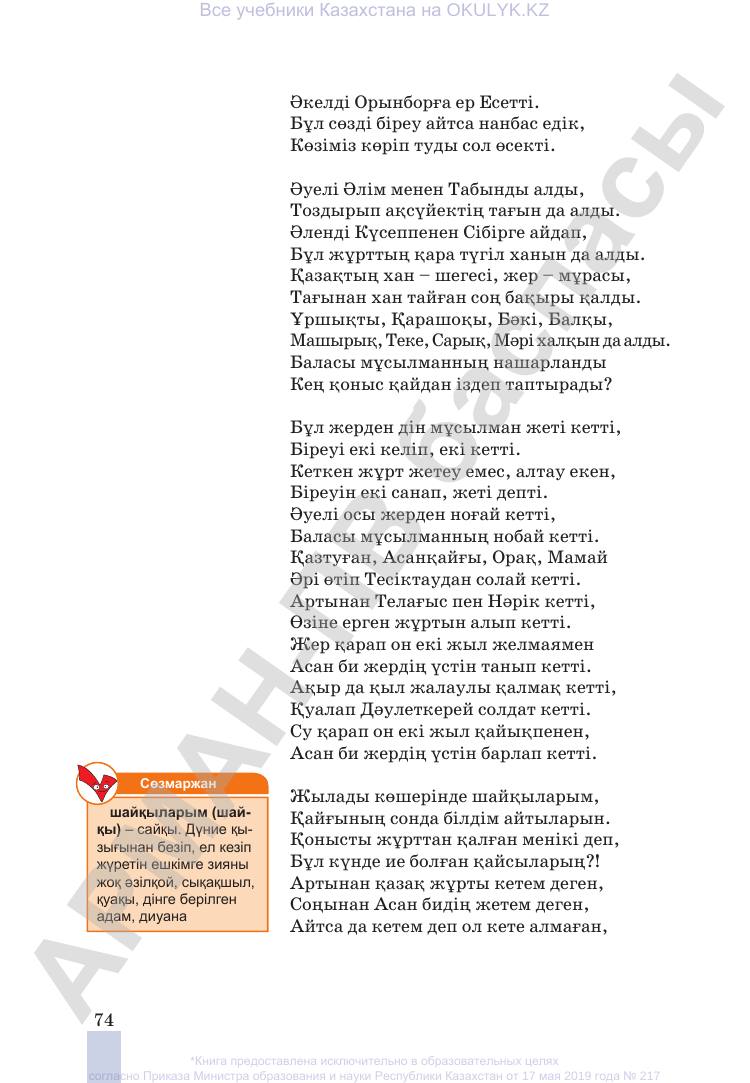 Все учебники Казахстана на OKULYK.KZ
Әкелді Орынборға ер Есетті.
Бұл сөзді біреу айтса нанбас едік,
Көзіміз көріп туды сол өсекті.
Әуелі Әлім менен Табынды алды,
Тоздырып ақсүйектің тағын да алды.
Әленді Күсеппенен Сібірге айдап,
Бұл жұрттың қара түгіл ханын да алды.
Қазақтың хан – шегесі, жер – мұрасы,
Тағынан хан тайған соң бақыры қалды.
Ұршықты, Қарашоқы, Бәкі, Балқы,
Машырық, Теке, Сарық, Мәрі халқын да алды.
Баласы мұсылманның нашарланды
Кең қоныс қайдан іздеп таптырады?
Бұл жерден дін мұсылман жеті кетті,
Біреуі екі келіп, екі кетті.
Кеткен жұрт жетеу емес, алтау екен,
Біреуін екі санап, жеті депті.
Әуелі осы жерден ноғай кетті,
Баласы мұсылманның нобай кетті.
Қазтуған, Асанқайғы, Орақ, Мамай
Әрі өтіп Тесіктаудан солай кетті.
Артынан Телағыс пен Нәрік кетті,
Өзіне ерген жұртын алып кетті.
Жер қарап он екі жыл желмаямен
Асан би жердің үстін танып кетті.
Ақыр да қыл жалаулы қалмақ кетті,
Қуалап Дәулеткерей солдат кетті.
Су қарап он екі жыл қайықпенен,
Асан би жердің үстін барлап кетті.
Жылады көшерінде шайқыларым,
Қайғының сонда білдім айтыларын.
Қонысты жұрттан қалған менікі деп,
Бұл күнде ие болған қайсыларың?!
Артынан қазақ жұрты кетем деген,
Соңынан Асан бидің жетем деген,
Айтса да кетем деп ол кете алмаған,
Сөзмаржан
шайқыларым (шай-
қы) – сайқы. Дүние қы-
зығынан безіп, ел кезіп
жүретін ешкімге зияны
жоқ әзілқой, сықақшыл,
қуақы, дінге берілген
адам, диуана
74
АРМАН-ПВ баспасы
*Книга предоставлена исключительно в образовательных целях
согласно Приказа Министра образования и науки Республики Казахстан от 17 мая 2019 года № 217